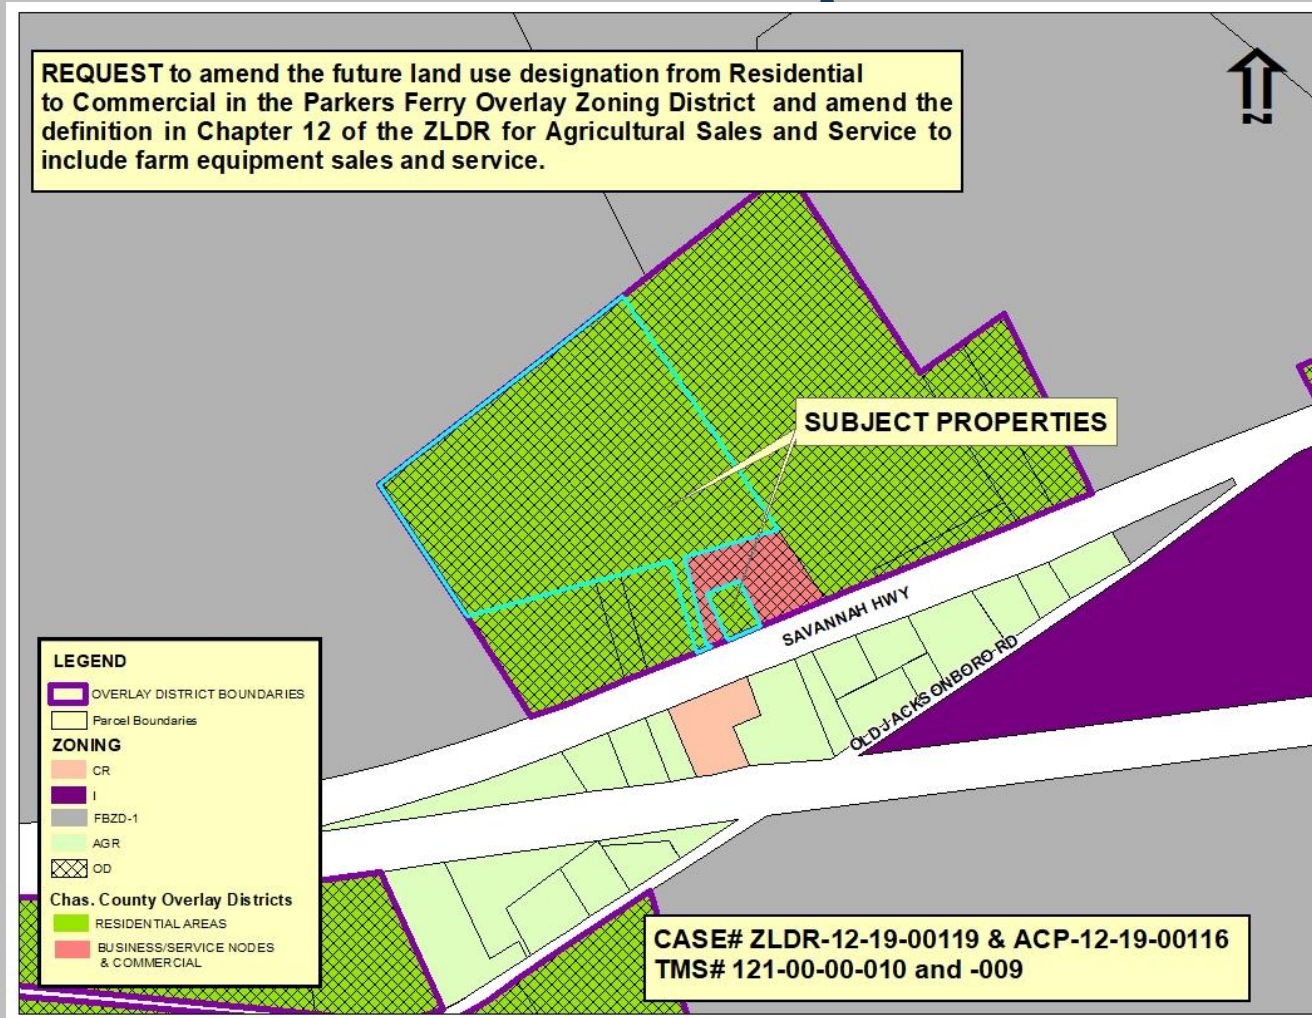 REQUEST to amend the future land use designation from Residential
to Commercial in the Parkers Ferry Overlay Zoning District and amend the
definition in Chapter 12 of the ZLDR for Agricultural Sales and Service to
include farm equipment sales and service.
N
SUBJECT PROPERTIES
SAVANNAH HWY
OLD JACKSONBORO RD
LEGEND
OVERLAY DISTRICT BOUNDARIES
Parcel Boundaries
ZONING
CR
I
FBZD-1
AGR
OD
Chas. County Overlay Districts
RESIDENTIAL AREAS
BUSINESS/SERVICE NODES
& COMMERCIAL
CASE# ZLDR-12-19-00119 & ACP-12-19-00116
TMS# 121-00-00-010 and -009